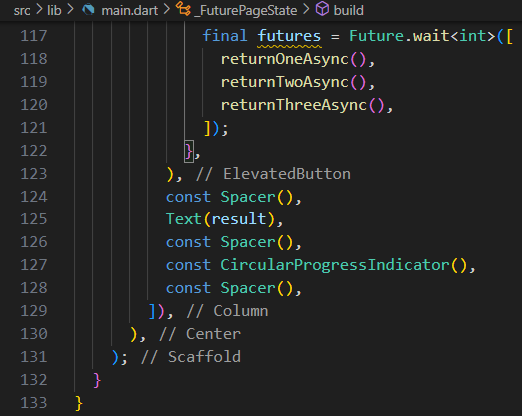 src > lib > main.dart > _FuturePageState > build
117 final futures = Future.wait<int>([
118 returnOneAsync(),
119 returnTwoAsync(),
120 returnThreeAsync(),
121 ]);
122 },
123 ), // ElevatedButton
124 const Spacer(),
125 Text(result),
126 const Spacer(),
127 const CircularProgressIndicator(),
128 const Spacer(),
129 ]), // Column
130 ), // Center
131 ); // Scaffold
132 }
133 }